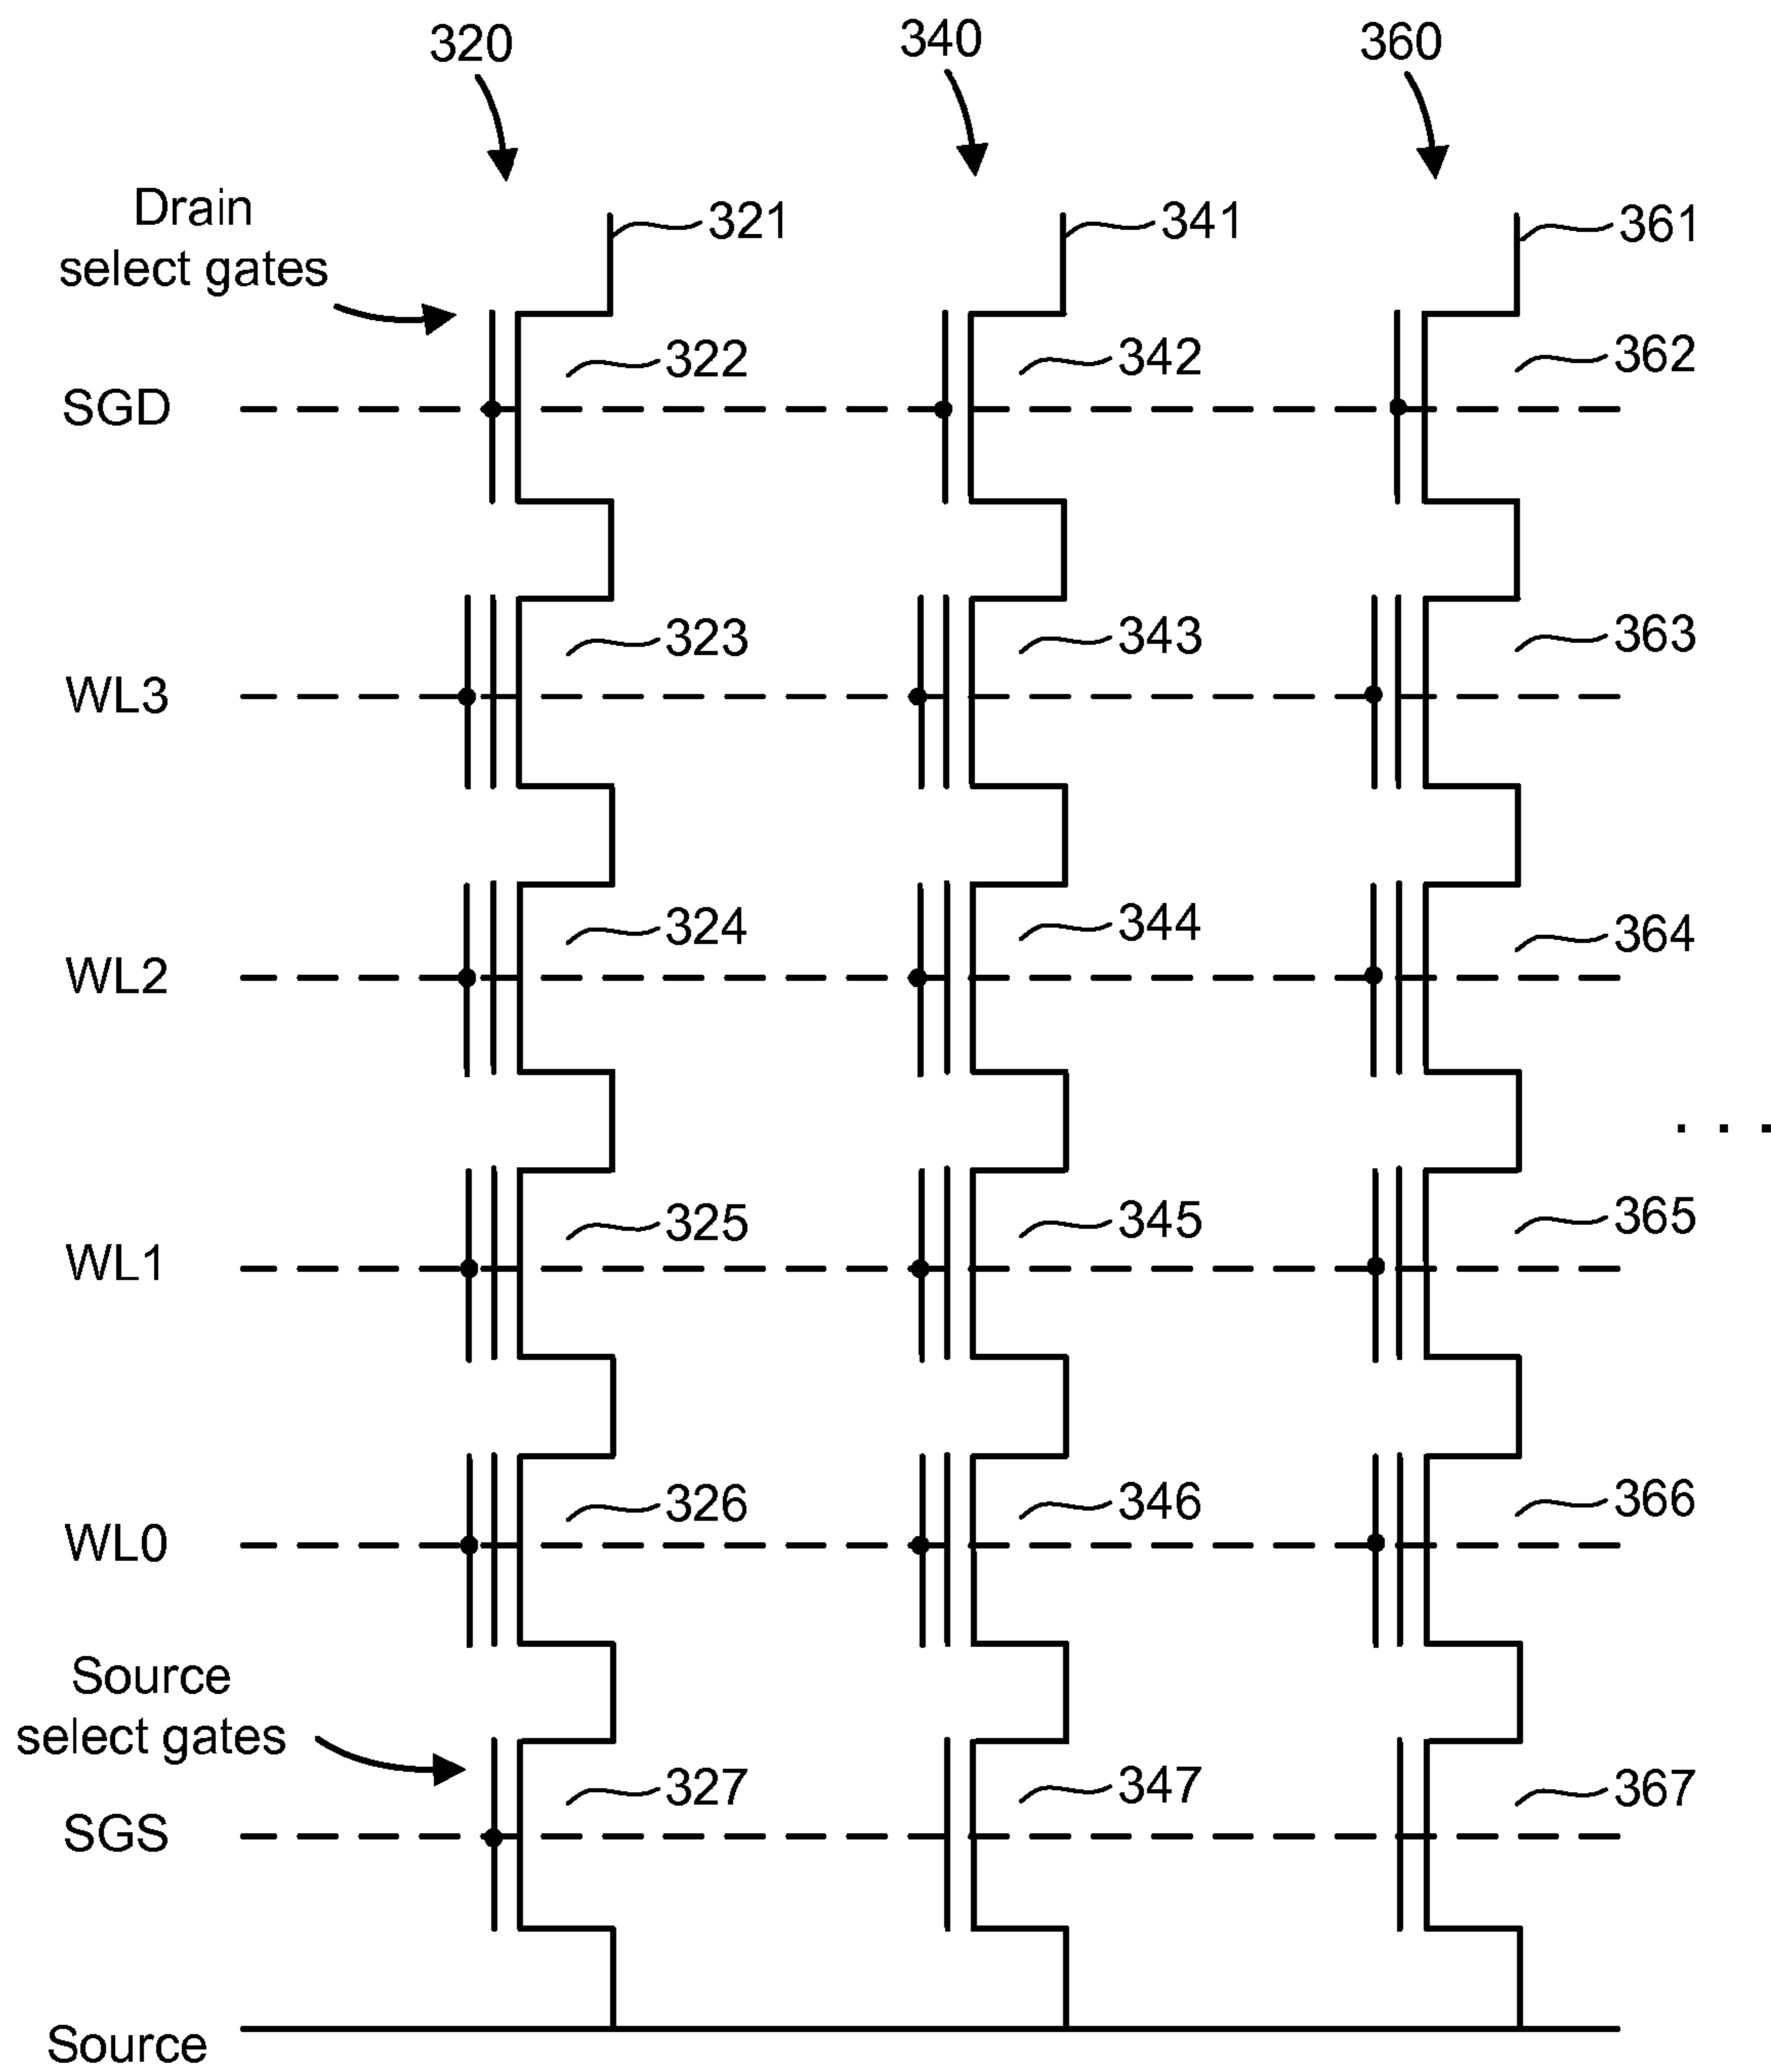 320 340 360
Drain
select gates
321 341 361
322 342 362
SGD
323 343 363
WL3
324 344 364
WL2
. . .
325 345 365
WL1
326 346 366
WL0
Source
select gates
327 347 367
SGS
Source